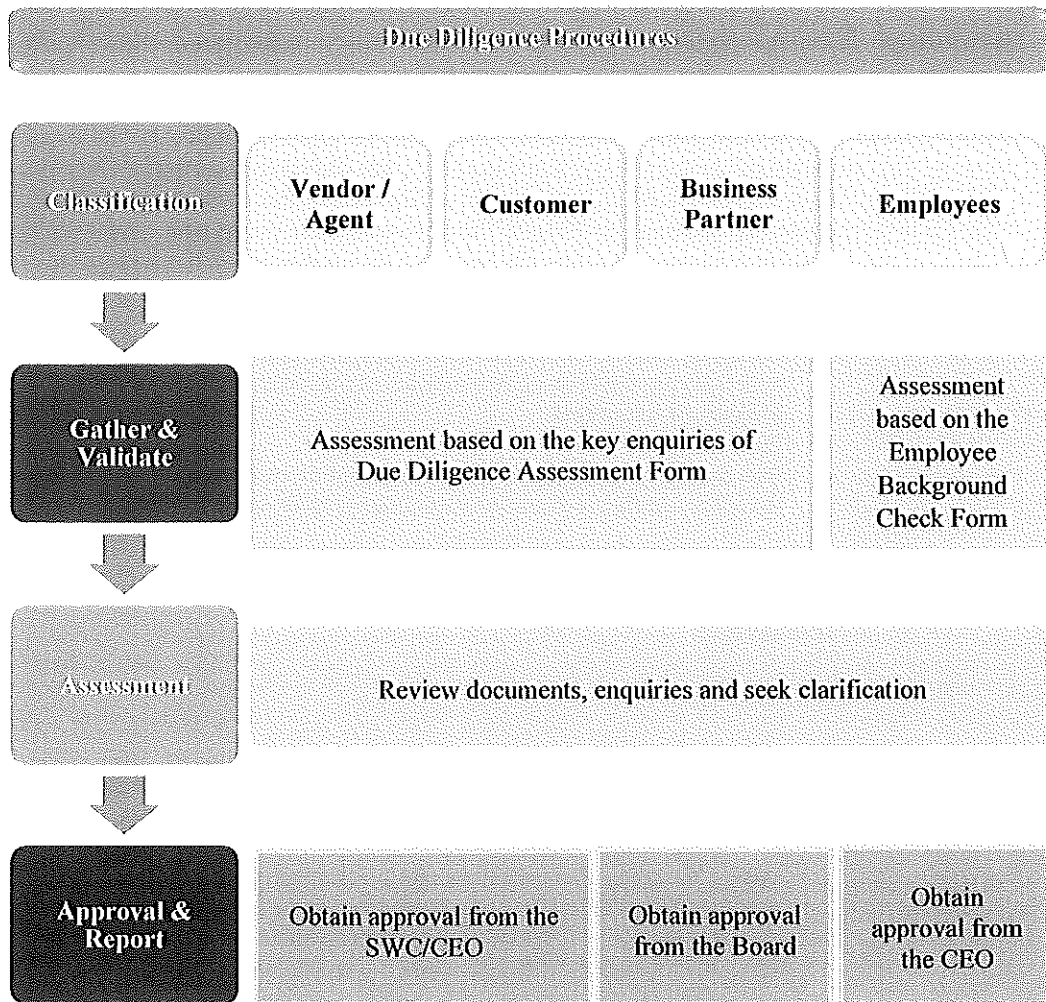 Due Diligence Procedures
Classification
Vendor /
Agent
Customer
Business
Partner
Employees
Gather &
Validate
Assessment based on the key enquiries of
Due Diligence Assessment Form
Assessment
based on the
Employee
Background
Check Form
Assessment
Review documents, enquiries and seek clarification
Approval &
Report
Obtain approval from the
SWC/CEO
Obtain approval
from the Board
Obtain
approval from
the CEO